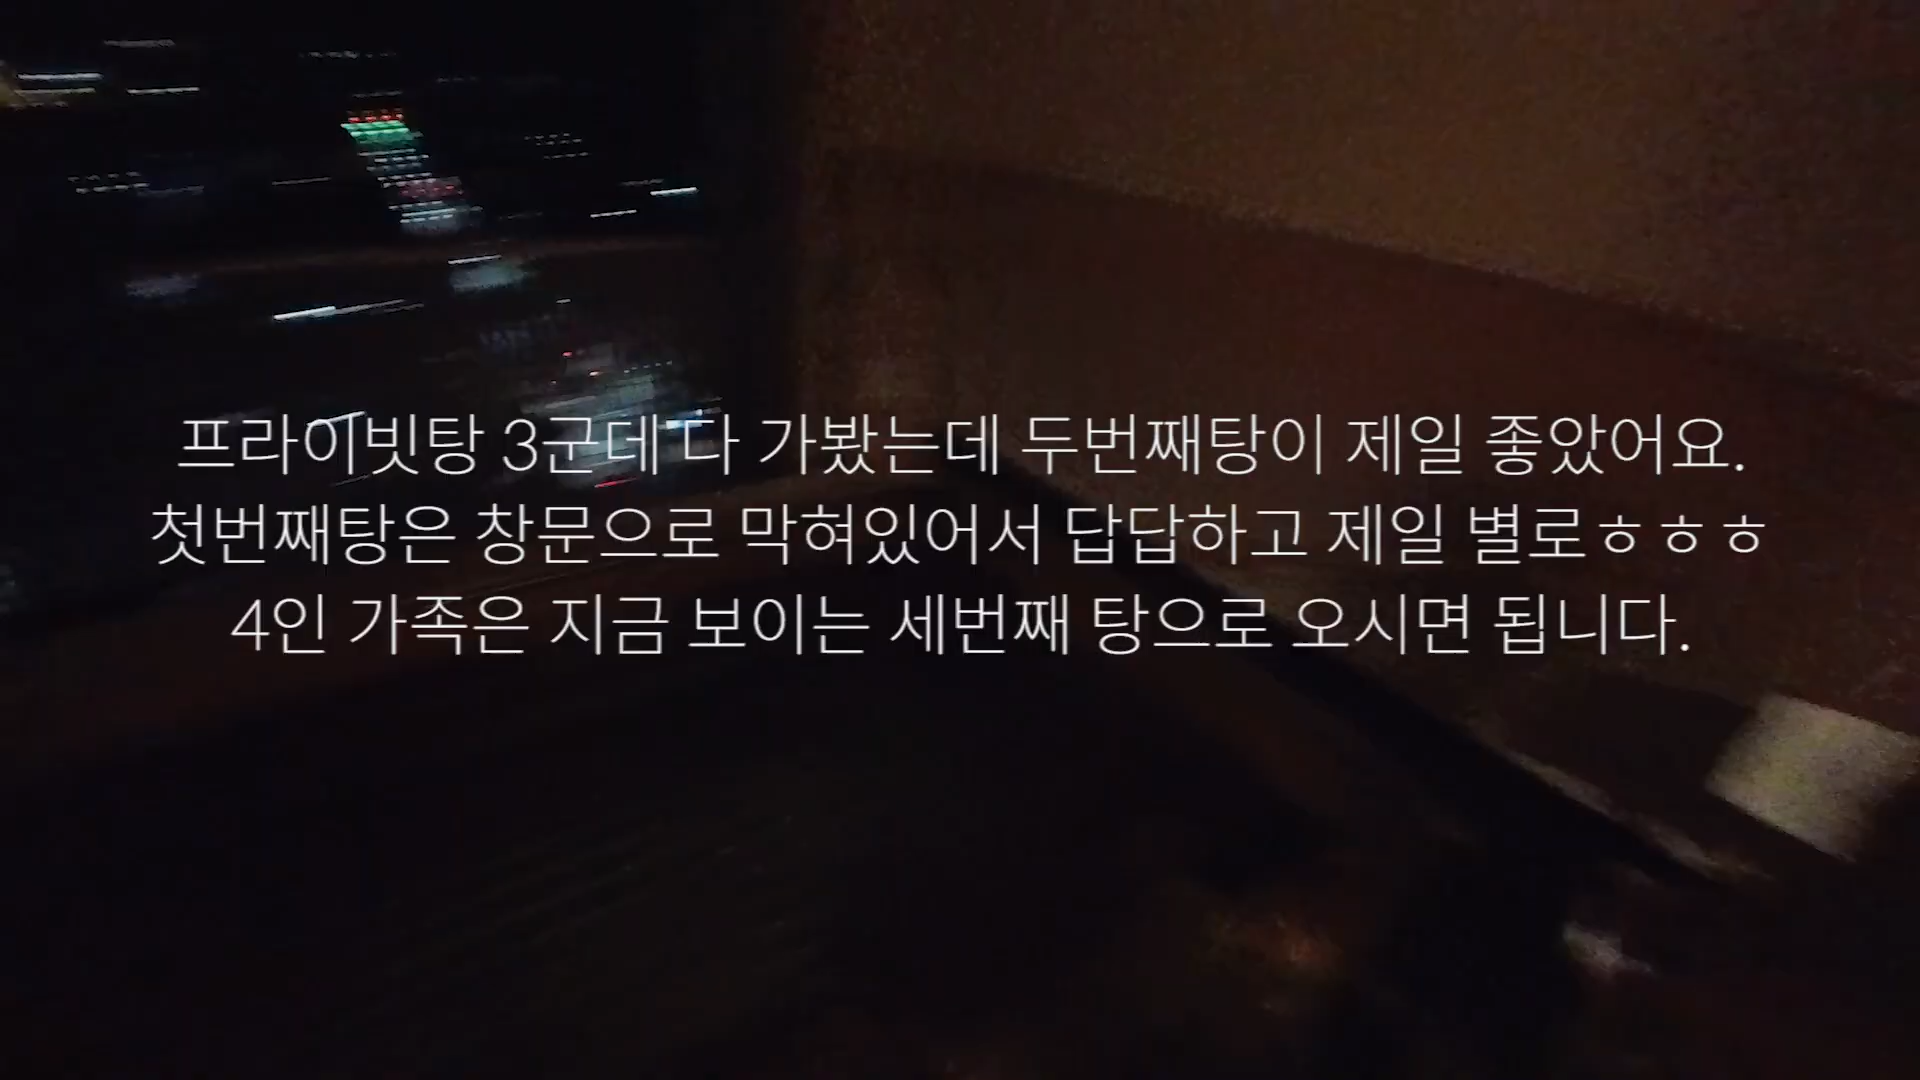 프라이빗탕 3군데 다 가봤는데 두번째탕이 제일 좋았어요.
첫번째탕은 창문으로 막혀있어서 답답하고 제일 별로ㅎㅎㅎ
4인 가족은 지금 보이는 세번째 탕으로 오시면 됩니다.